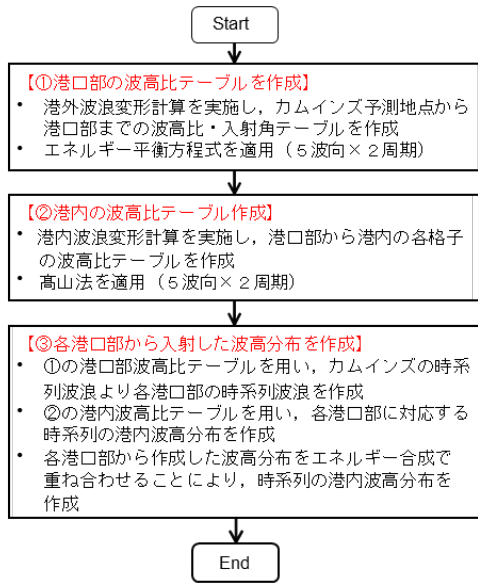 Start
【①港口部の波高比テーブルを作成】
• 港外波浪変形計算を実施し，カムインズ予測地点から
港口部までの波高比・入射角テーブルを作成
• エネルギー平衡方程式を適用（５波向×２周期）
【②港内の波高比テーブル作成】
• 港内波浪変形計算を実施し，港口部から港内の各格子
の波高比テーブルを作成
• 髙山法を適用（５波向×２周期）
【③各港口部から入射した波高分布を作成】
• ①の港口部波高比テーブルを用い，カムインズの時系
列波浪より各港口部の時系列波浪を作成
• ②の港内波高比テーブルを用い，各港口部に対応する
時系列の港内波高分布を作成
• 各港口部から作成した波高分布をエネルギー合成で
重ね合わせることにより，時系列の港内波高分布を
作成
End